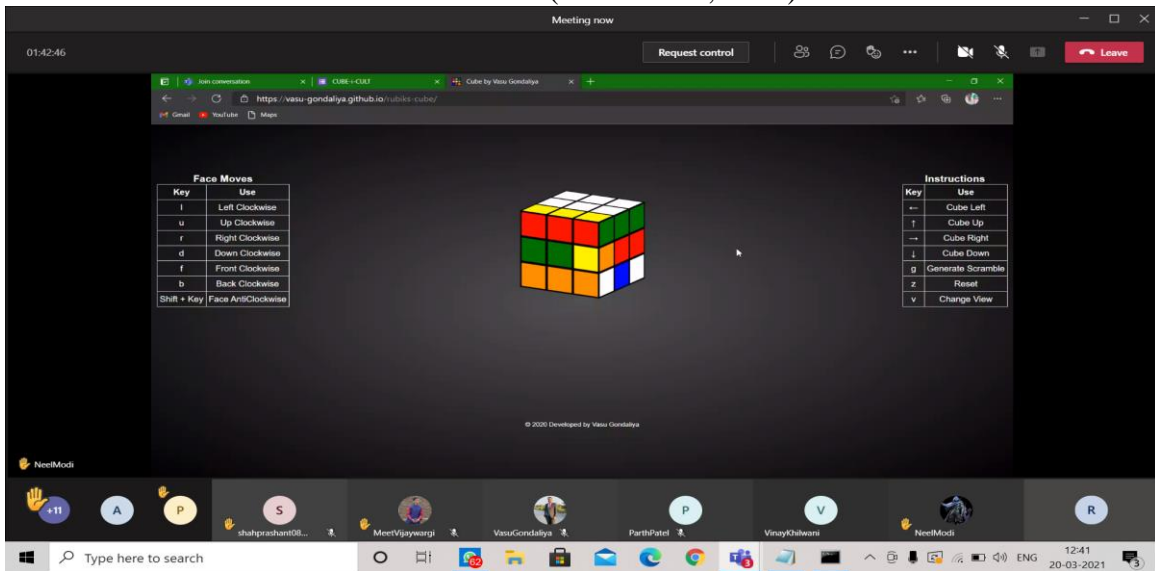 Meeting now
01:42:46
Request control
Leave
Join conversation
CUBE-i-CULT
Cube by Vasu Gondaliya
https://vasu-gondaliya.github.io/rubiks-cube/
Gmail
YouTube
Maps
Face Moves
Key Use
l Left Clockwise
u Up Clockwise
r Right Clockwise
d Down Clockwise
f Front Clockwise
b Back Clockwise
Shift + Key Face AntiClockwise
Instructions
Key Use
← Cube Left
↑ Cube Up
→ Cube Right
↓ Cube Down
g Generate Scramble
z Reset
v Change View
© 2020 Developed by Vasu Gondaliya
NeelModi
+11
A
P
S
shahprashant08...
MeetVijaywargi
VasuGondaliya
P
ParthPatel
V
VinayKhilwani
NeelModi
R
Type here to search
62
ENG
12:41
20-03-2021
3